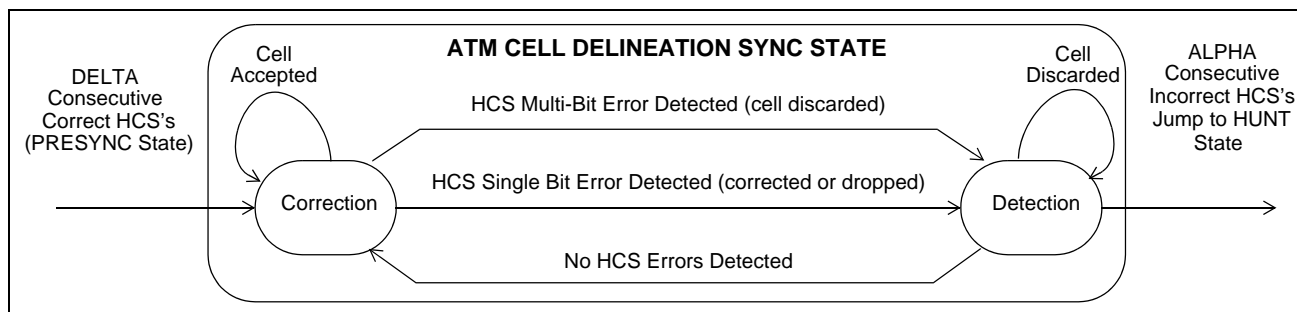 ATM CELL DELINEATION SYNC STATE
DELTA
Consecutive
Correct HCS's
(PRESYNC State)
Cell
Accepted
HCS Multi-Bit Error Detected (cell discarded)
Cell
Discarded
ALPHA
Consecutive
Incorrect HCS's
Jump to HUNT
State
HCS Single Bit Error Detected (corrected or dropped)
Correction
Detection
No HCS Errors Detected